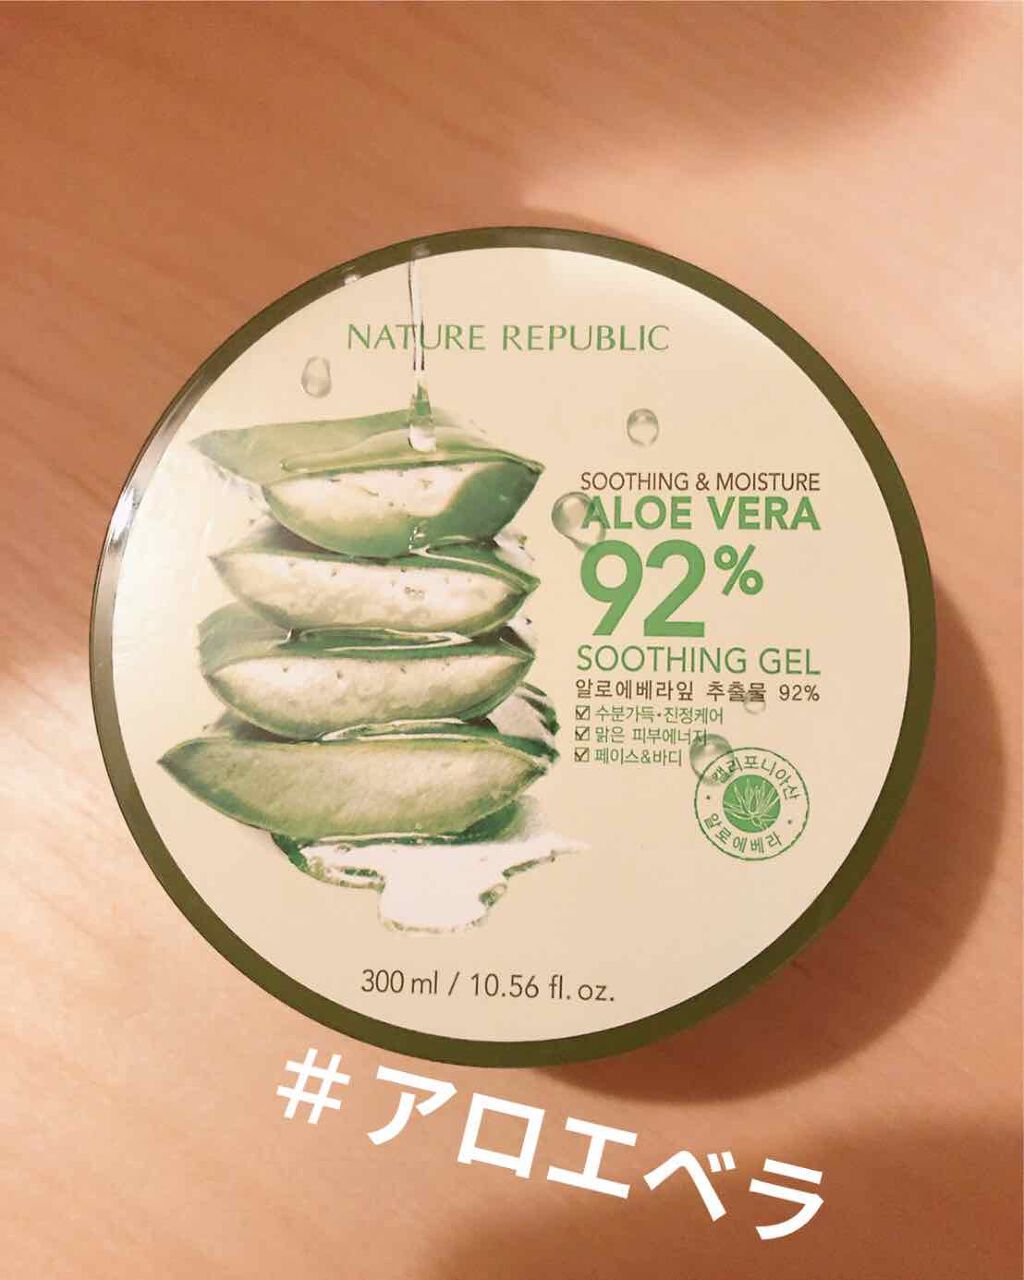 NATURE REPUBLIC
SOOTHING & MOISTURE
ALOE VERA
92%
SOOTHING GEL
알로에베라잎 추출물 92%
☑ 수분가득·진정케어
☑ 맑은 피부에너지
☑ 페이스&바디
캘리포니아산
알로에베라
300 ml / 10.56 fl. oz.
#アロエベラ